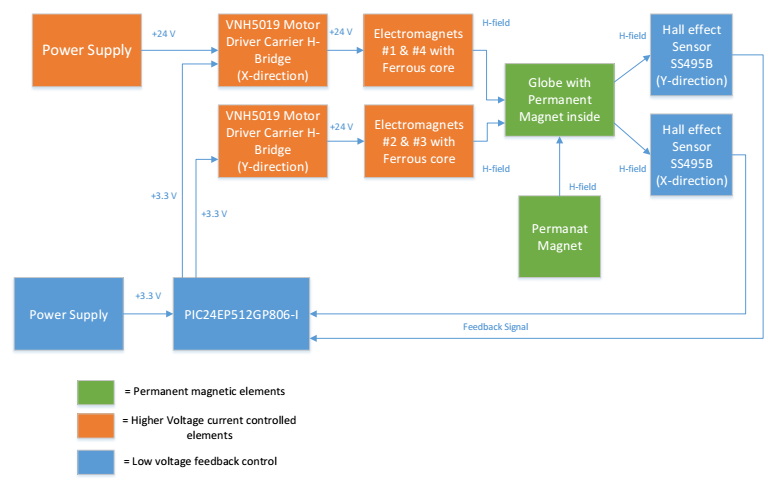 Power Supply
+24 V
VNH5019 Motor
Driver Carrier H-
Bridge
(X-direction)
+24 V
Electromagnets
#1 & #4 with
Ferrous core
H-field
H-field
Hall effect
Sensor
SS495B
(Y-direction)
Globe with
Permanent
Magnet inside
VNH5019 Motor
Driver Carrier H-
Bridge
(Y-direction)
+24 V
Electromagnets
#2 & #3 with
Ferrous core
H-field
H-field
Hall effect
Sensor
SS495B
(X-direction)
+3.3 V
+3.3 V
H-field
Permanat
Magnet
Power Supply
+3.3 V
PIC24EP512GP806-I
Feedback Signal
= Permanent magnetic elements
= Higher Voltage current controlled
elements
= Low voltage feedback control